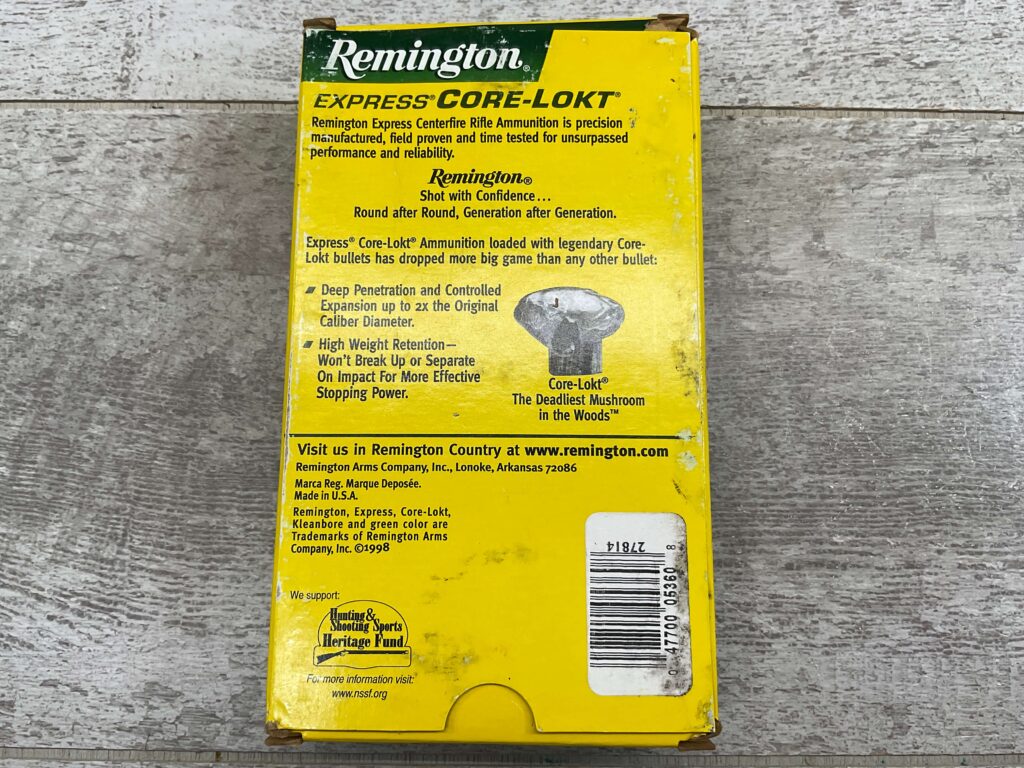 Remington®
EXPRESS® CORE-LOKT®
Remington Express Centerfire Rifle Ammunition is precision
manufactured, field proven and time tested for unsurpassed
performance and reliability.
Remington®
Shot with Confidence…
Round after Round, Generation after Generation.
Express® Core-Lokt® Ammunition loaded with legendary Core-
Lokt bullets has dropped more big game than any other bullet:
Deep Penetration and Controlled
Expansion up to 2x the Original
Caliber Diameter.
High Weight Retention—
Won't Break Up or Separate
On Impact For More Effective
Stopping Power.
Core-Lokt®
The Deadliest Mushroom
in the Woods™
Visit us in Remington Country at www.remington.com
Remington Arms Company, Inc., Lonoke, Arkansas 72086
Marca Reg. Marque Deposée.
Made in U.S.A.
Remington, Express, Core-Lokt,
Kleanbore and green color are
Trademarks of Remington Arms
Company, Inc. ©1998
27814
0 47700 05360 8
We support:
Hunting &
Shooting Sports
Heritage Fund
For more information visit:
www.nssf.org